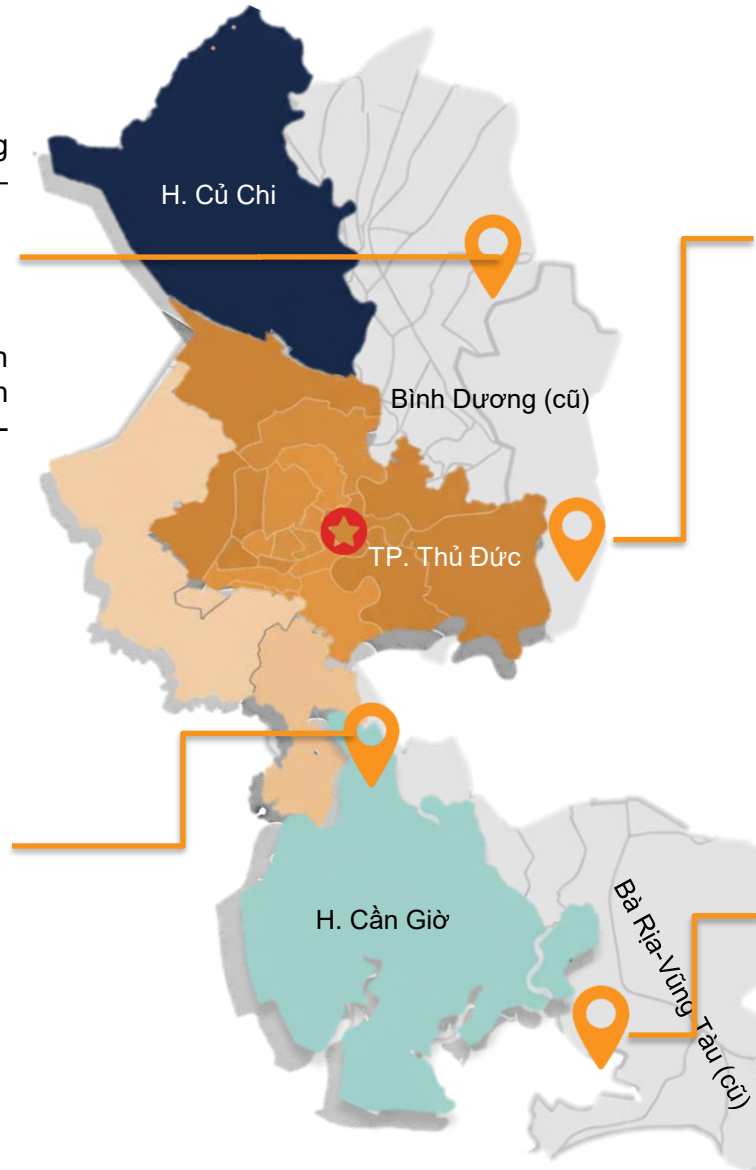 g
–
H. Củ Chi
n
n
–
Bình Dương (cũ)
TP. Thủ Đức
H. Cần Giờ
Bà Rịa-Vũng Tàu (cũ)